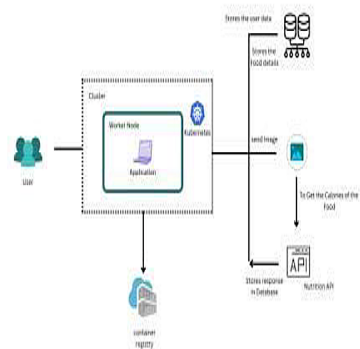 Stores the user data
Stores the
Food details
Cluster
Worker Node
Kubernetes
Application
User
send Image
To Get the Calories of the
Food
API
Nutrition API
Stores response
in Database
container
registry